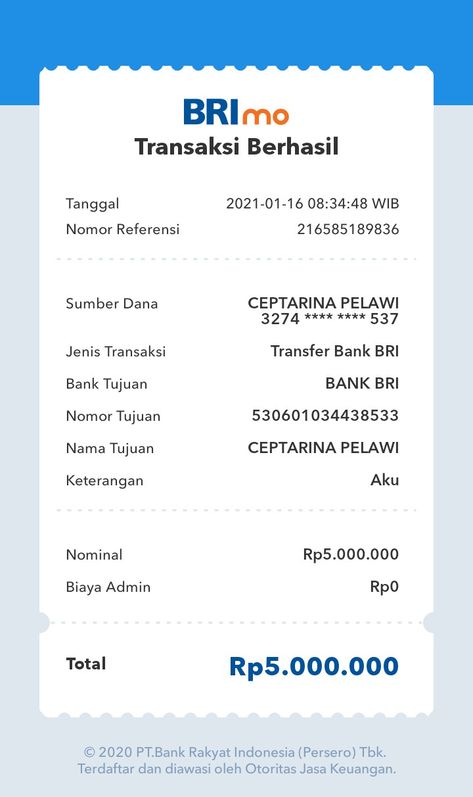 BRImo
Transaksi Berhasil
Tanggal 2021-01-16 08:34:48 WIB
Nomor Referensi 216585189836
Sumber Dana CEPTARINA PELAWI
3274 **** **** 537
Jenis Transaksi Transfer Bank BRI
Bank Tujuan BANK BRI
Nomor Tujuan 530601034438533
Nama Tujuan CEPTARINA PELAWI
Keterangan Aku
Nominal Rp5.000.000
Biaya Admin Rp0
Total Rp5.000.000
© 2020 PT.Bank Rakyat Indonesia (Persero) Tbk.
Terdaftar dan diawasi oleh Otoritas Jasa Keuangan.